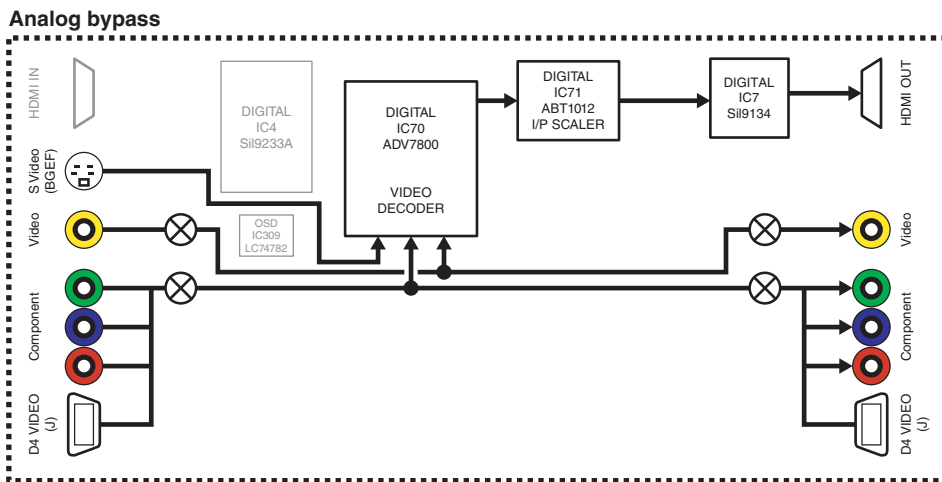 Analog bypass
HDMI IN
DIGITAL
IC4
Sil9233A
DIGITAL
IC70
ADV7800
VIDEO
DECODER
DIGITAL
IC71
ABT1012
I/P SCALER
DIGITAL
IC7
Sil9134
HDMI OUT
S Video
(BGEF)
Video
OSD
IC309
LC74782
Video
Component
Component
D4 VIDEO
(J)
D4 VIDEO
(J)